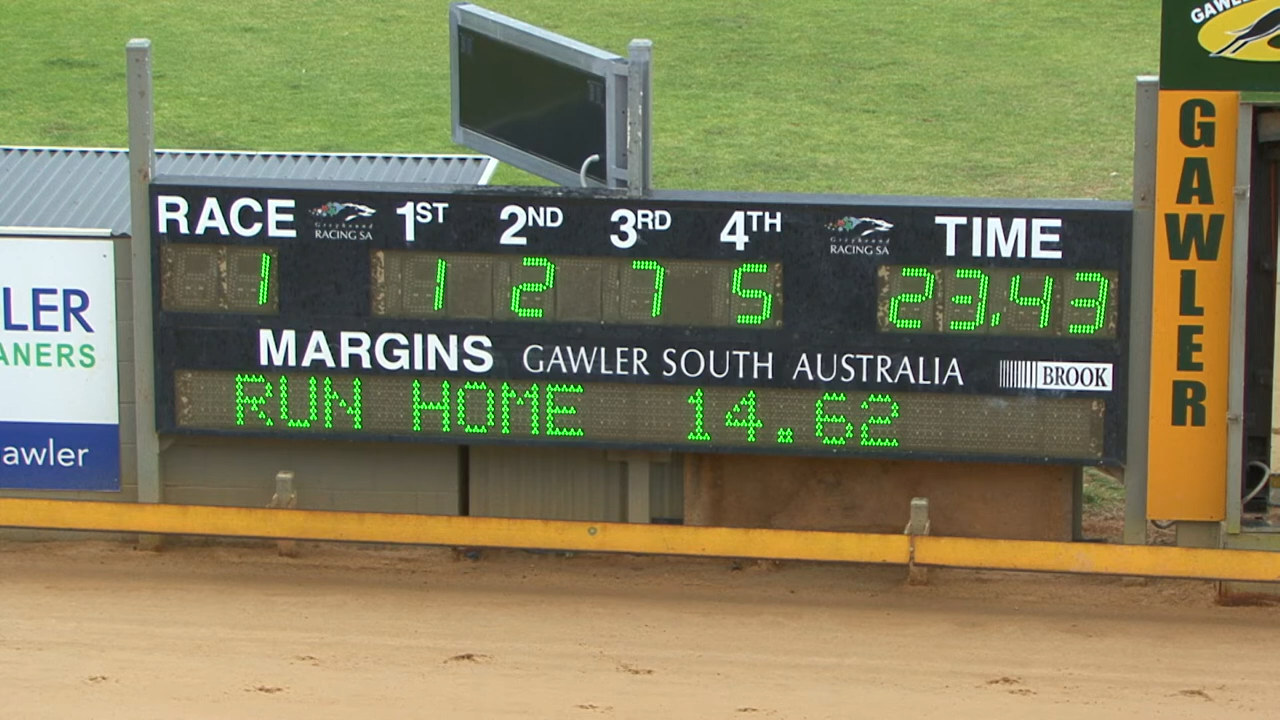 GAWLER
RACE 1ST 2ND 3RD 4TH TIME
Greyhound RACING SA
Greyhound RACING SA
1 1 2 7 5 23.43
MARGINS GAWLER SOUTH AUSTRALIA BROOK
RUN HOME 14.62
LER
ANERS
awler
GAWLE